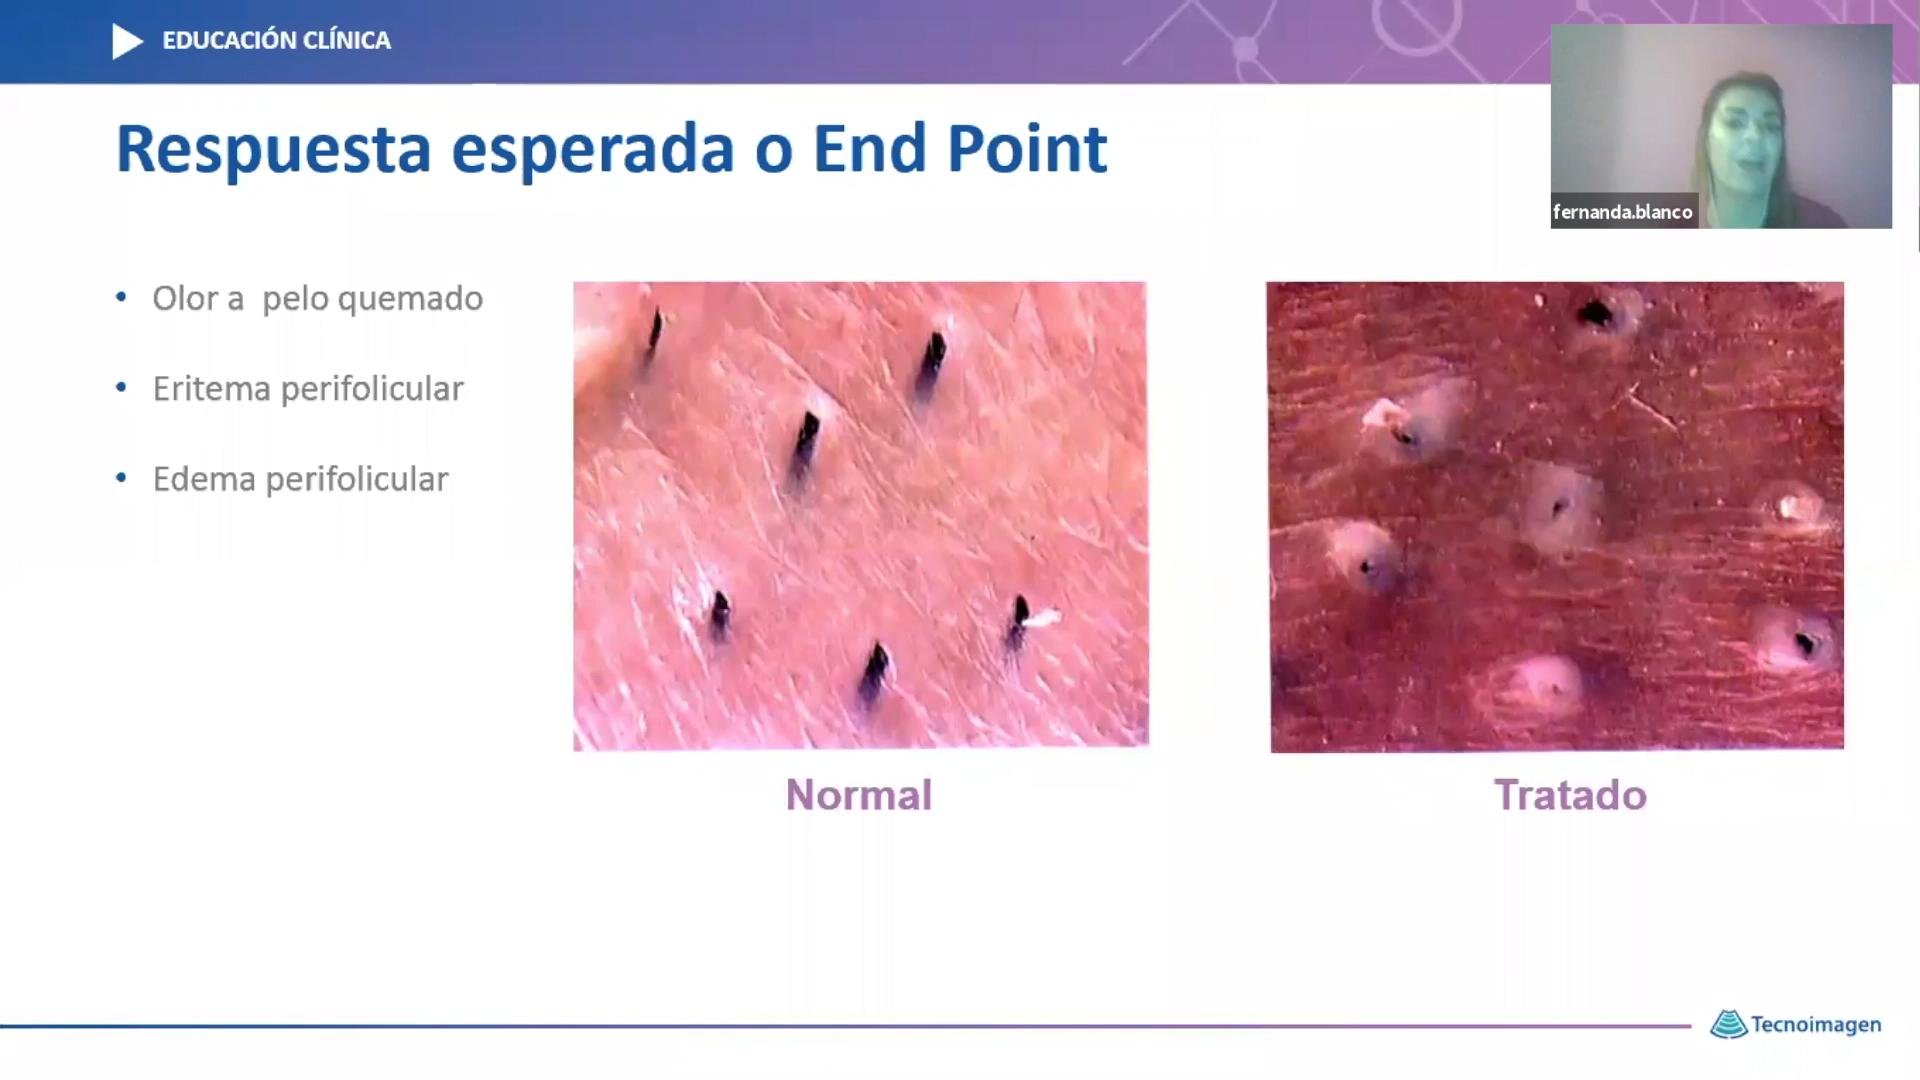 EDUCACIÓN CLÍNICA
Respuesta esperada o End Point
fernanda.blanco
• Olor a  pelo quemado
• Eritema perifolicular
• Edema perifolicular
Normal
Tratado
Tecnoimagen